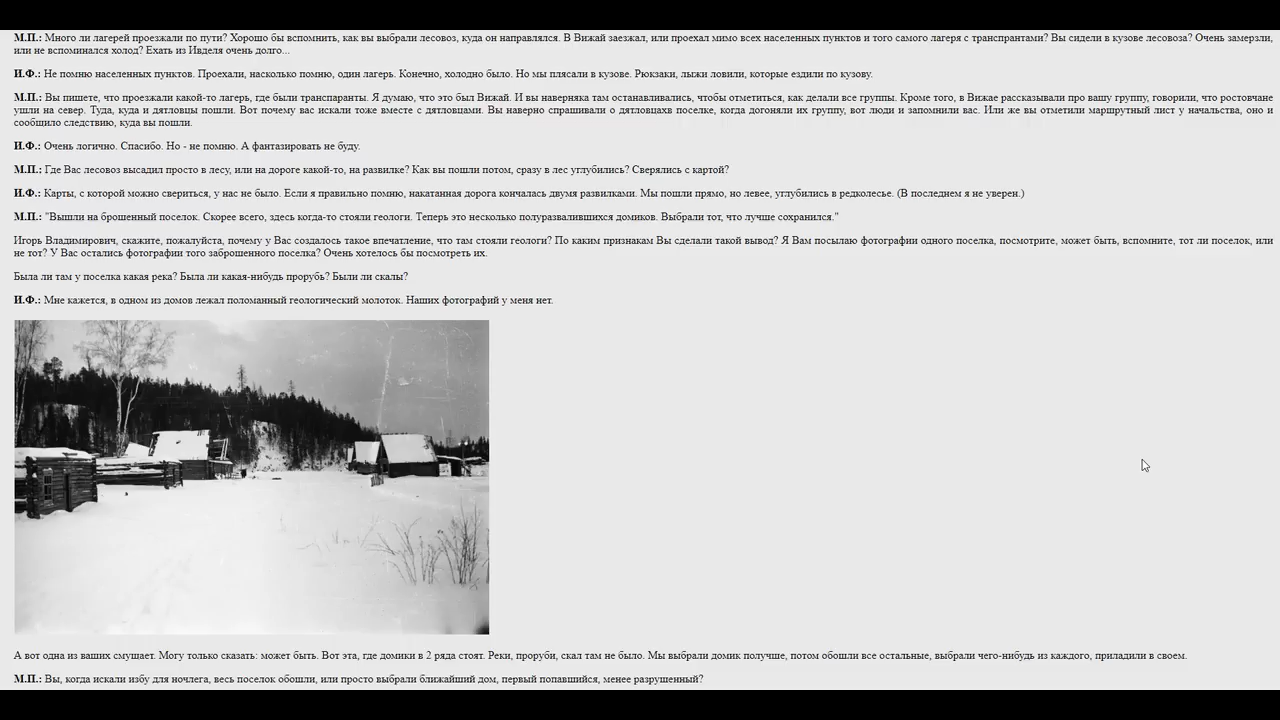 М.П.: Много ли лагерей проезжали по пути? Хорошо бы вспомнить, как вы выбрали лесовоз, куда он направлялся. В Вижай заезжал, или проехал мимо всех населенных пунктов и того самого лагеря с транспрантами? Вы сидели в кузове лесовоза? Очень замерзли,
или не вспоминался холод? Ехать из Ивделя очень долго...
И.Ф.: Не помню населенных пунктов. Проехали, насколько помню, один лагерь. Конечно, холодно было. Но мы плясали в кузове. Рюкзаки, лыжи ловили, которые ездили по кузову.
М.П.: Вы пишете, что проезжали какой-то лагерь, где были транспаранты. Я думаю, что это был Вижай. И вы наверняка там останавливались, чтобы отметиться, как делали все группы. Кроме того, в Вижае рассказывали про вашу группу, говорили, что ростовчане
ушли на север. Туда, куда и дятловцы пошли. Вот почему вас искали тоже вместе с дятловцами. Вы наверно спрашивали о дятловцахв поселке, когда догоняли их группу, вот люди и запомнили вас. Или же вы отметили маршрутный лист у начальства, оно и
сообщило следствию, куда вы пошли.
И.Ф.: Очень логично. Спасибо. Но - не помню. А фантазировать не буду.
М.П.: Где Вас лесовоз высадил просто в лесу, или на дороге какой-то, на развилке? Как вы пошли потом, сразу в лес углубились? Сверялись с картой?
И.Ф.: Карты, с которой можно свериться, у нас не было. Если я правильно помню, накатанная дорога кончалась двумя развилками. Мы пошли прямо, но левее, углубились в редколесье. (В последнем я не уверен.)
М.П.: "Вышли на брошенный поселок. Скорее всего, здесь когда-то стояли геологи. Теперь это несколько полуразвалившихся домиков. Выбрали тот, что лучше сохранился."
Игорь Владимирович, скажите, пожалуйста, почему у Вас создалось такое впечатление, что там стояли геологи? По каким признакам Вы сделали такой вывод? Я Вам посылаю фотографии одного поселка, посмотрите, может быть, вспомните, тот ли поселок, или
не тот? У Вас остались фотографии того заброшенного поселка? Очень хотелось бы посмотреть их.
Была ли там у поселка какая река? Была ли какая-нибудь прорубь? Были ли скалы?
И.Ф.: Мне кажется, в одном из домов лежал поломанный геологический молоток. Наших фотографий у меня нет.
А вот одна из ваших смущает. Могу только сказать: может быть. Вот эта, где домики в 2 ряда стоят. Реки, проруби, скал там не было. Мы выбрали домик получше, потом обошли все остальные, выбрали чего-нибудь из каждого, приладили в своем.
М.П.: Вы, когда искали избу для ночлега, весь поселок обошли, или просто выбрали ближайший дом, первый попавшийся, менее разрушенный?